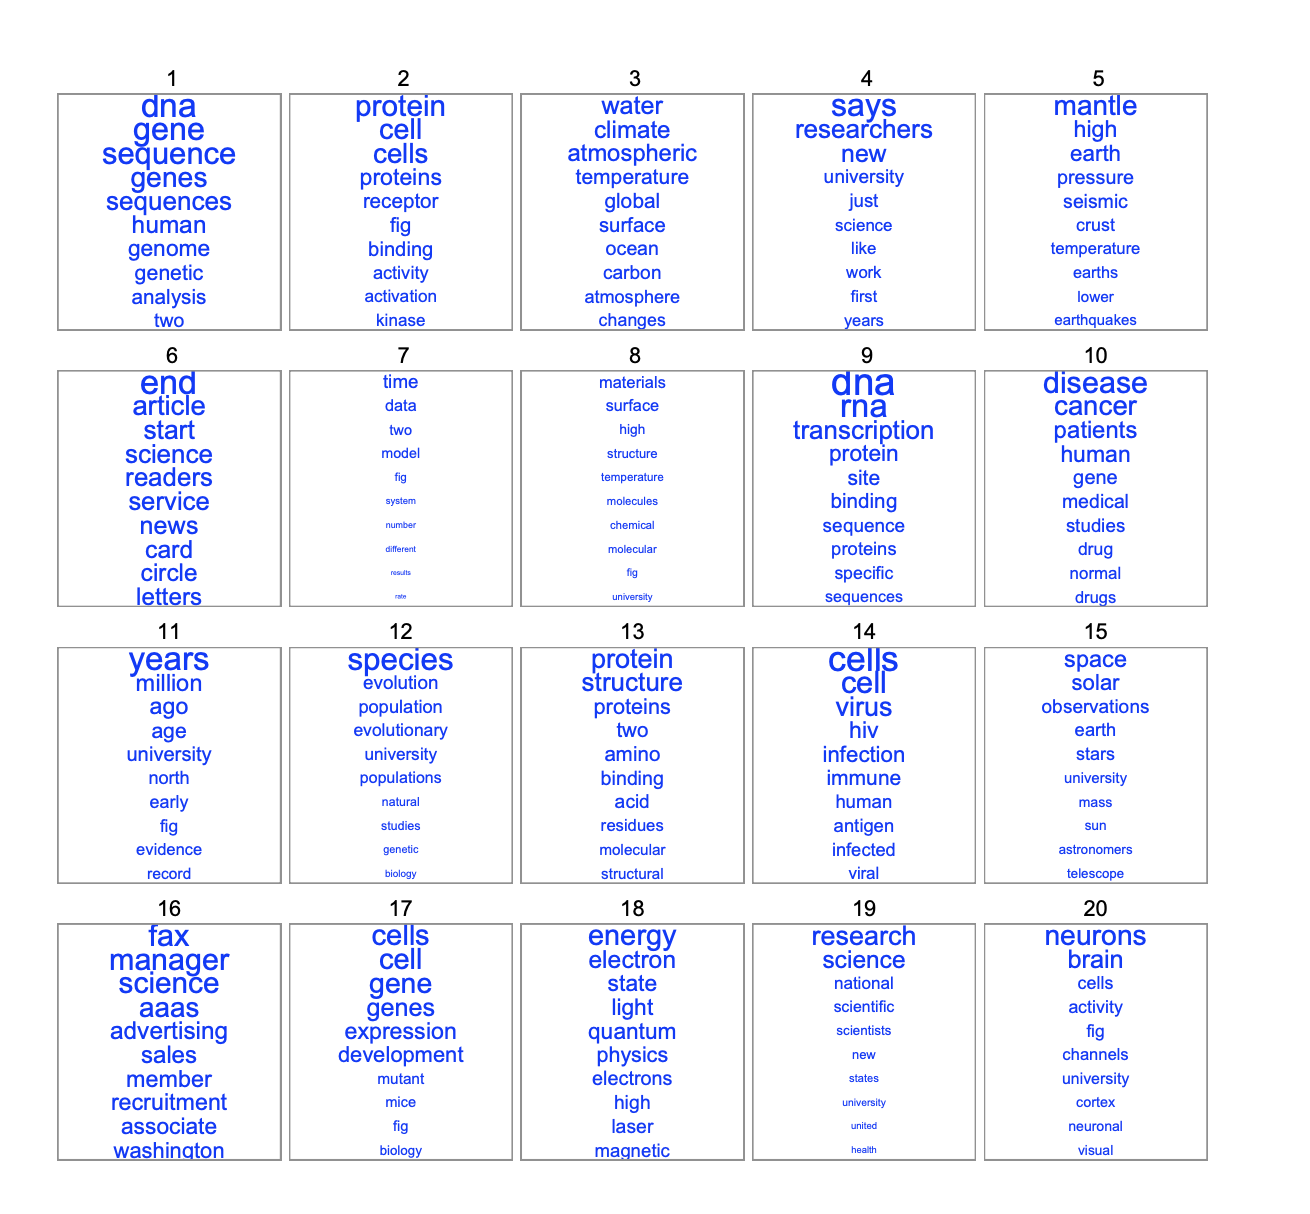 1
dna
gene
sequence
genes
sequences
human
genome
genetic
analysis
two
2
protein
cell
cells
proteins
receptor
fig
binding
activity
activation
kinase
3
water
climate
atmospheric
temperature
global
surface
ocean
carbon
atmosphere
changes
4
says
researchers
new
university
just
science
like
work
first
years
5
mantle
high
earth
pressure
seismic
crust
temperature
earths
lower
earthquakes
6
end
article
start
science
readers
service
news
card
circle
letters
7
time
data
two
model
fig
system
number
different
results
rate
8
materials
surface
high
structure
temperature
molecules
chemical
molecular
fig
university
9
dna
rna
transcription
protein
site
binding
sequence
proteins
specific
sequences
10
disease
cancer
patients
human
gene
medical
studies
drug
normal
drugs
11
years
million
ago
age
university
north
early
fig
evidence
record
12
species
evolution
population
evolutionary
university
populations
natural
studies
genetic
biology
13
protein
structure
proteins
two
amino
binding
acid
residues
molecular
structural
14
cells
cell
virus
hiv
infection
immune
human
antigen
infected
viral
15
space
solar
observations
earth
stars
university
mass
sun
astronomers
telescope
16
fax
manager
science
aaas
advertising
sales
member
recruitment
associate
washington
17
cells
cell
gene
genes
expression
development
mutant
mice
fig
biology
18
energy
electron
state
light
quantum
physics
electrons
high
laser
magnetic
19
research
science
national
scientific
scientists
new
states
university
united
health
20
neurons
brain
cells
activity
fig
channels
university
cortex
neuronal
visual